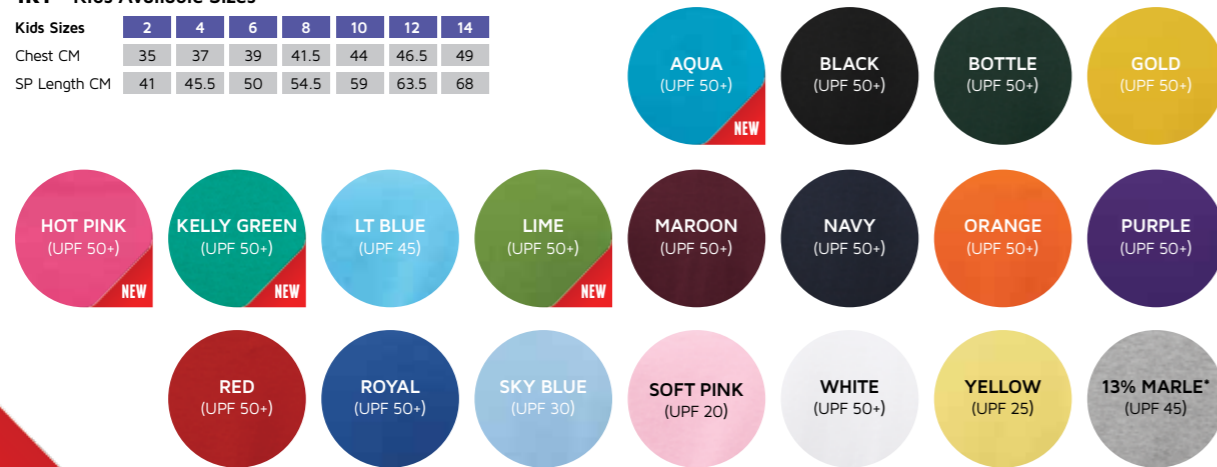 Kids Sizes 2 4 6 8 10 12 14
Chest CM 35 37 39 41.5 44 46.5 49
SP Length CM 41 45.5 50 54.5 59 63.5 68
AQUA
(UPF 50+)
NEW
BLACK
(UPF 50+)
BOTTLE
(UPF 50+)
GOLD
(UPF 50+)
HOT PINK
(UPF 50+)
NEW
KELLY GREEN
(UPF 50+)
NEW
LT BLUE
(UPF 45)
LIME
(UPF 50+)
NEW
MAROON
(UPF 50+)
NAVY
(UPF 50+)
ORANGE
(UPF 50+)
PURPLE
(UPF 50+)
RED
(UPF 50+)
ROYAL
(UPF 50+)
SKY BLUE
(UPF 30)
SOFT PINK
(UPF 20)
WHITE
(UPF 50+)
YELLOW
(UPF 25)
13% MARLE*
(UPF 45)